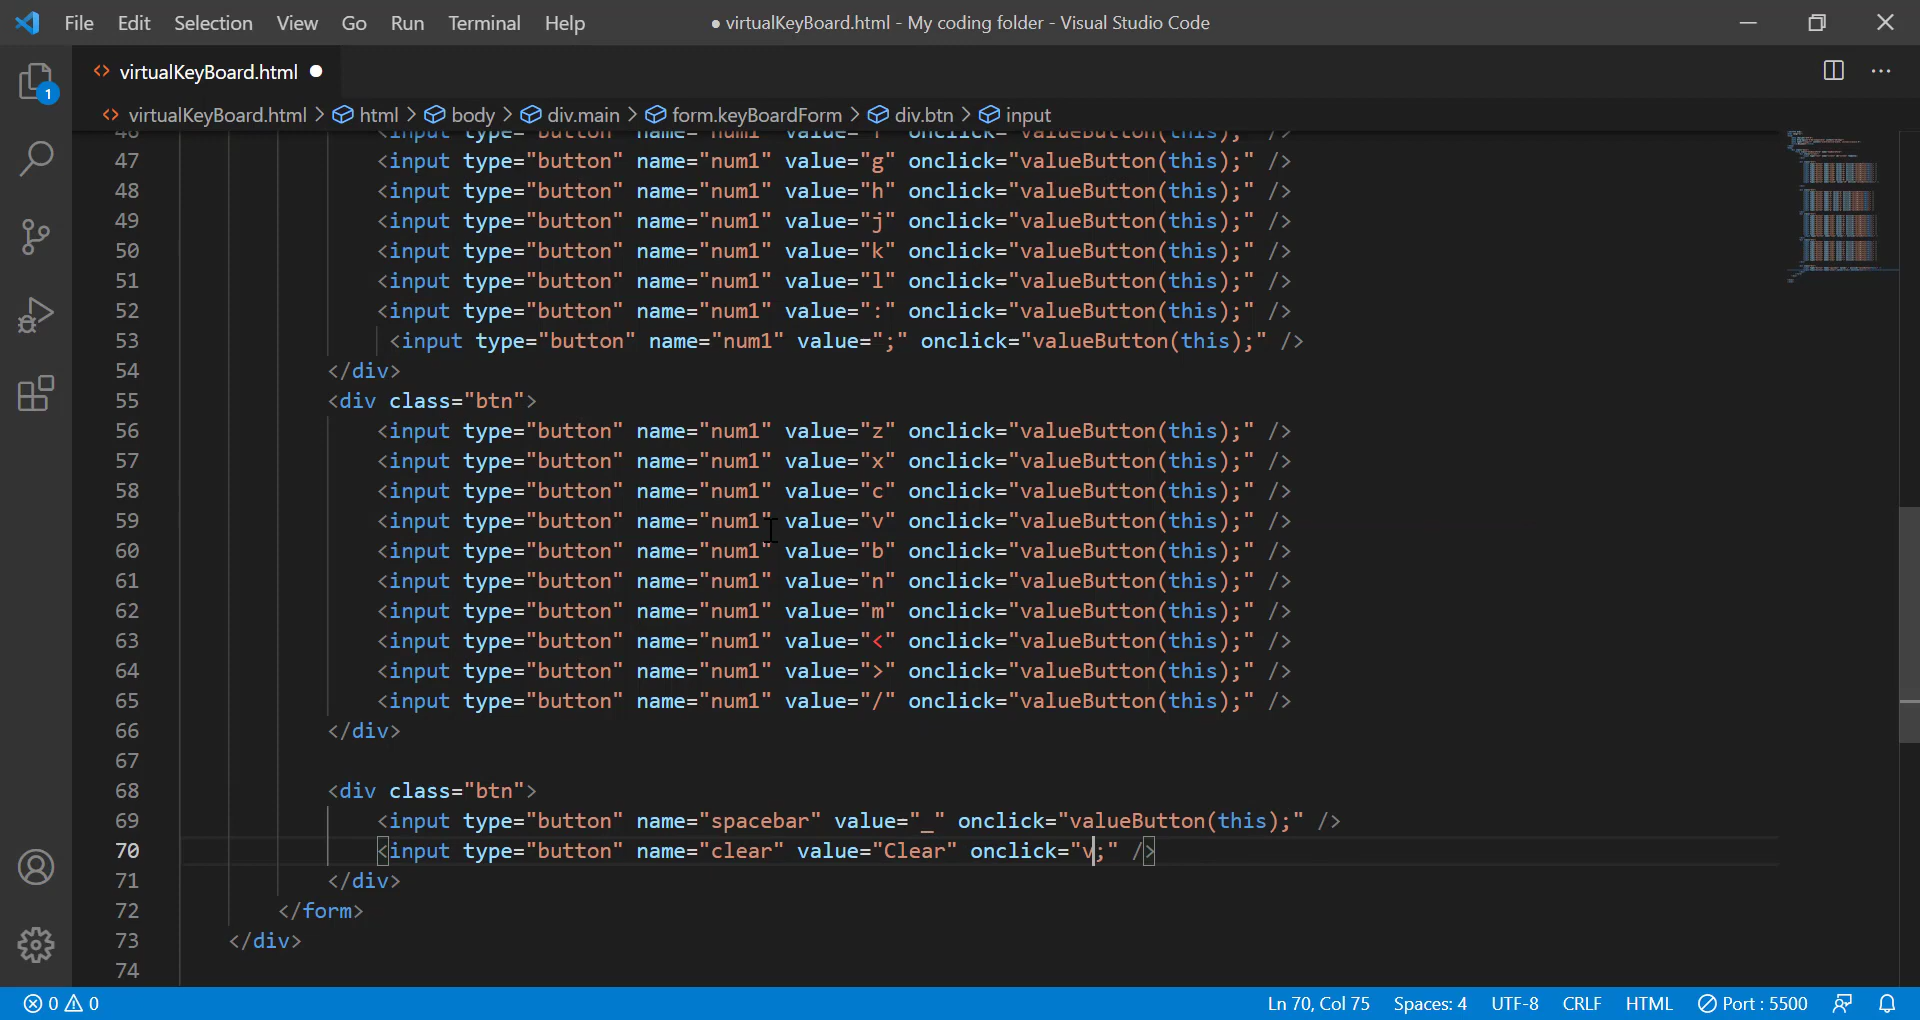 File Edit Selection View Go Run Terminal Help ● virtualKeyBoard.html - My coding folder - Visual Studio Code
<> virtualKeyBoard.html ●
1
<> virtualKeyBoard.html > html > body > div.main > form.keyBoardForm > div.btn > input
47 <input type="button" name="num1" value="g" onclick="valueButton(this);" />
48 <input type="button" name="num1" value="h" onclick="valueButton(this);" />
49 <input type="button" name="num1" value="j" onclick="valueButton(this);" />
50 <input type="button" name="num1" value="k" onclick="valueButton(this);" />
51 <input type="button" name="num1" value="l" onclick="valueButton(this);" />
52 <input type="button" name="num1" value=":" onclick="valueButton(this);" />
53 <input type="button" name="num1" value=";" onclick="valueButton(this);" />
54 </div>
55 <div class="btn">
56 <input type="button" name="num1" value="z" onclick="valueButton(this);" />
57 <input type="button" name="num1" value="x" onclick="valueButton(this);" />
58 <input type="button" name="num1" value="c" onclick="valueButton(this);" />
59 <input type="button" name="num1" value="v" onclick="valueButton(this);" />
60 <input type="button" name="num1" value="b" onclick="valueButton(this);" />
61 <input type="button" name="num1" value="n" onclick="valueButton(this);" />
62 <input type="button" name="num1" value="m" onclick="valueButton(this);" />
63 <input type="button" name="num1" value="<" onclick="valueButton(this);" />
64 <input type="button" name="num1" value=">" onclick="valueButton(this);" />
65 <input type="button" name="num1" value="/" onclick="valueButton(this);" />
66 </div>
67
68 <div class="btn">
69 <input type="button" name="spacebar" value="_" onclick="valueButton(this);" />
70 <input type="button" name="clear" value="Clear" onclick="v;" />
71 </div>
72 </form>
73 </div>
74
0 0 Ln 70, Col 75 Spaces: 4 UTF-8 CRLF HTML Port : 5500